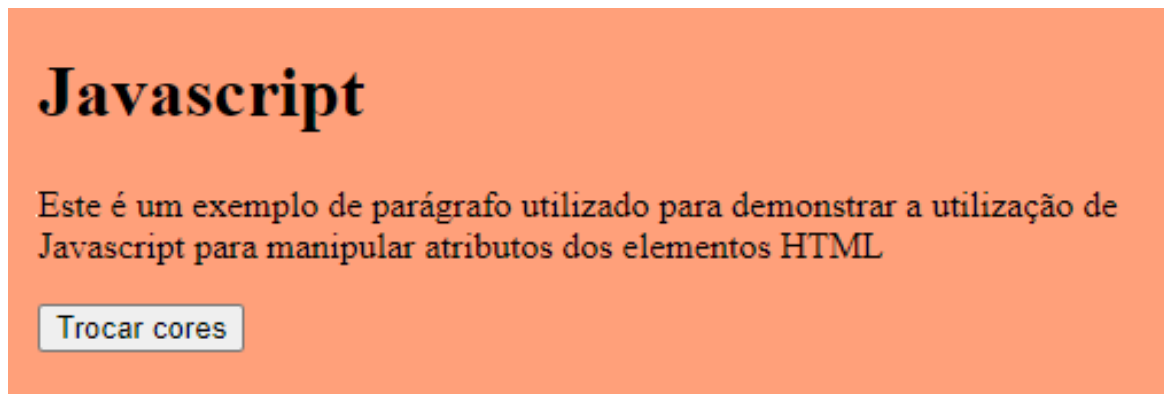 Javascript
Este é um exemplo de parágrafo utilizado para demonstrar a utilização de
Javascript para manipular atributos dos elementos HTML
Trocar cores